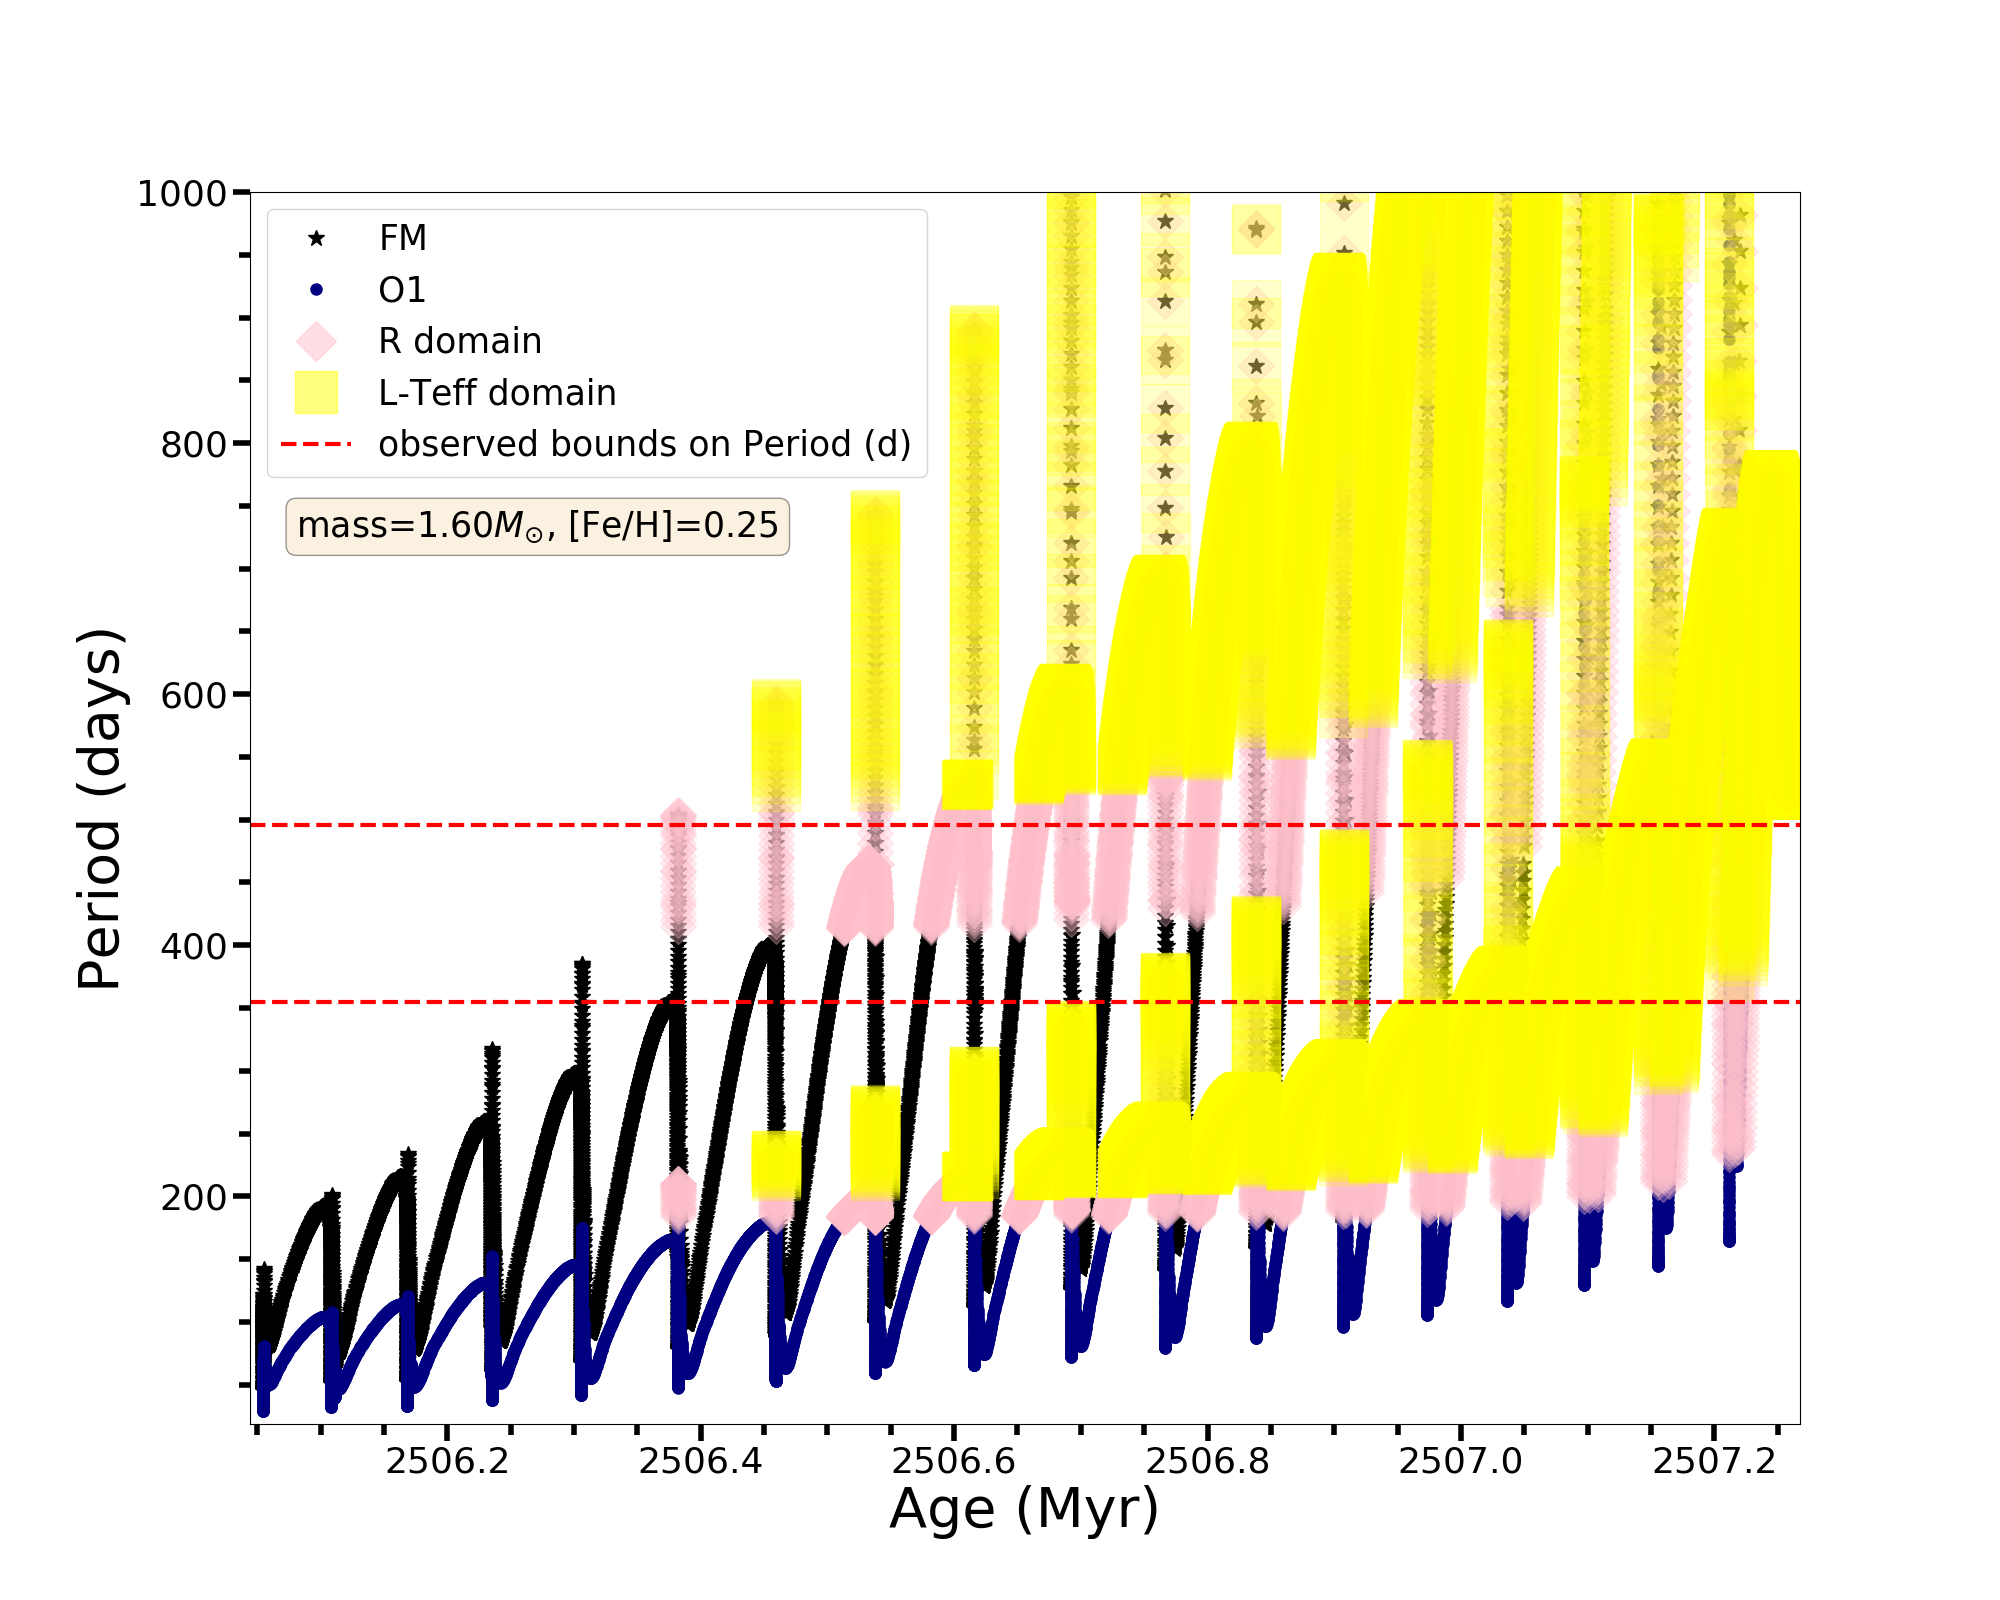 1000
800
600
400
200
Period (days)
FM
O1
R domain
L-Teff domain
observed bounds on Period (d)
mass=1.60M⊙, [Fe/H]=0.25
2506.2 2506.4 2506.6 2506.8 2507.0 2507.2
Age (Myr)